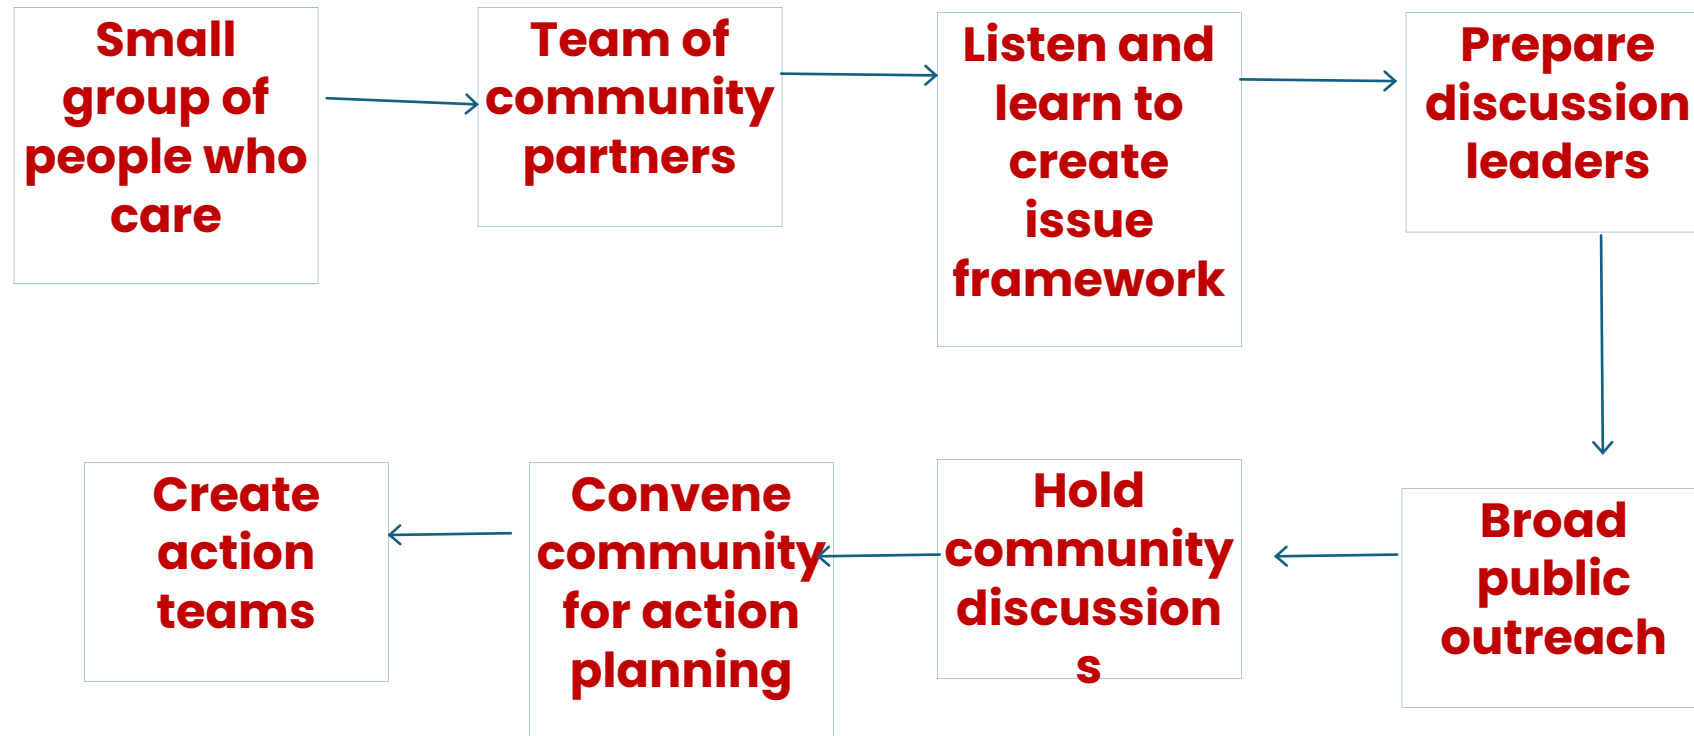 Small
group of
people who
care
Team of
community
partners
Listen and
learn to
create
issue
framework
Prepare
discussion
leaders
Broad
public
outreach
Hold
community
discussion
s
Convene
community
for action
planning
Create
action
teams